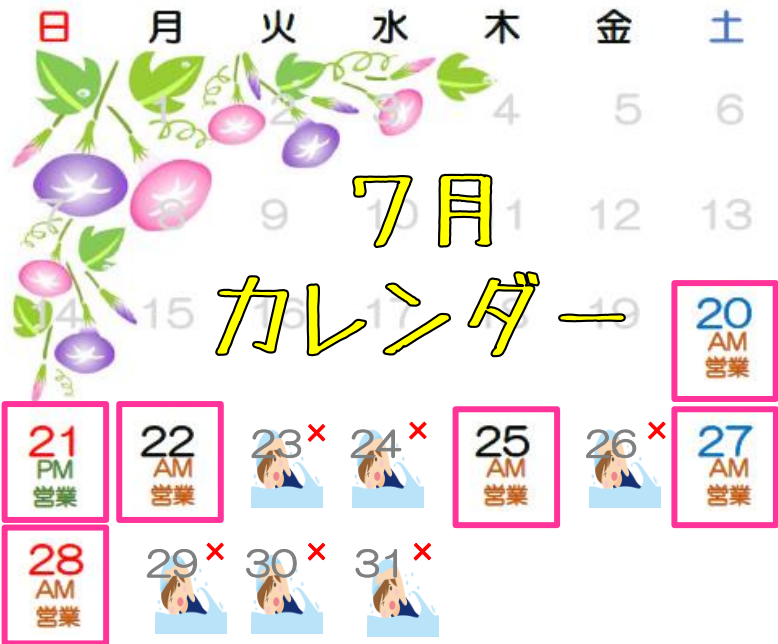 日 月 火 水 木 金 土
1 2 3 4 5 6
7月
7 8 9 10 11 12 13
カレンダー
14 15 16 17 18 19 20
AM
営業
21 22 23 × 24 × 25 26 × 27
PM AM AM AM
営業 営業 営業 営業
28 29 × 30 × 31 ×
AM
営業